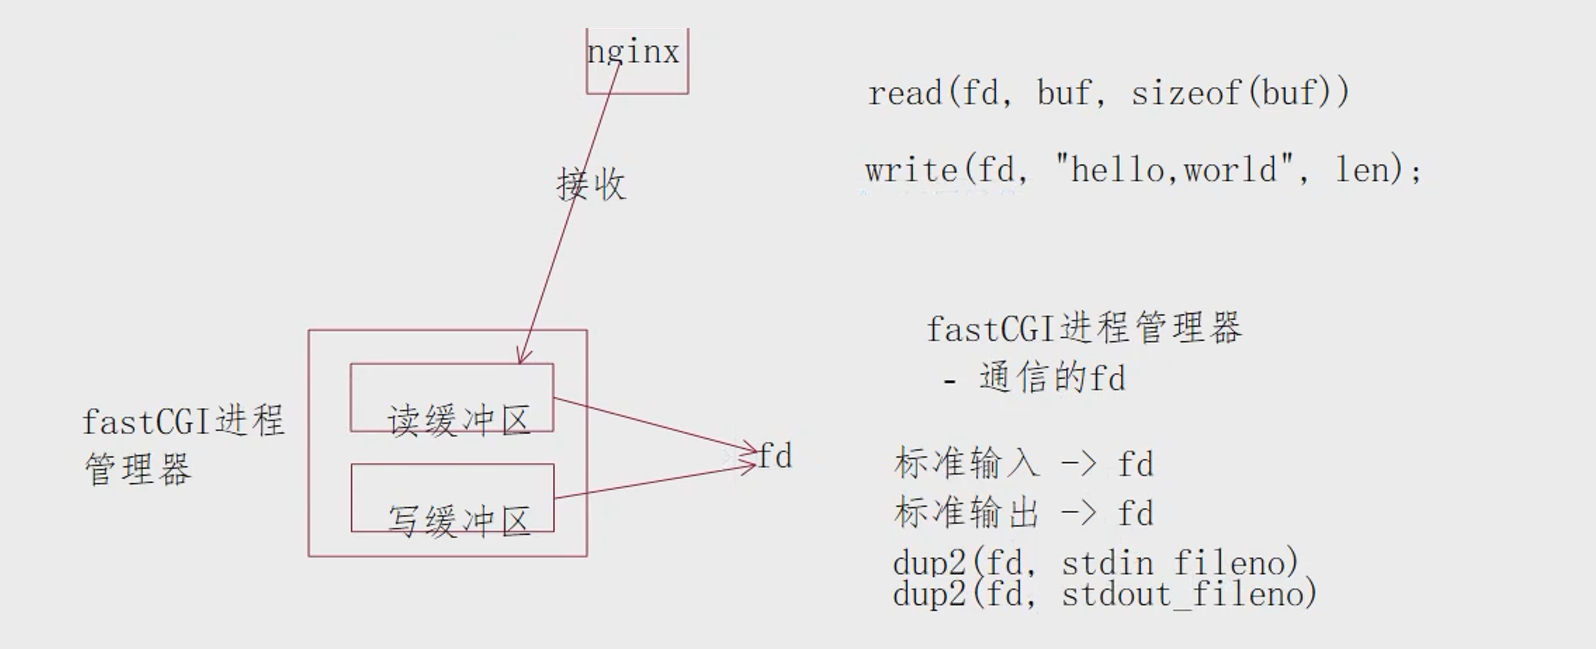 nginx
接收
fastCGI进程
管理器
读缓冲区
写缓冲区
fd
read(fd, buf, sizeof(buf))
write(fd, "hello,world", len);
fastCGI进程管理器
- 通信的fd
标准输入 -> fd
标准输出 -> fd
dup2(fd, stdin_fileno)
dup2(fd, stdout_fileno)